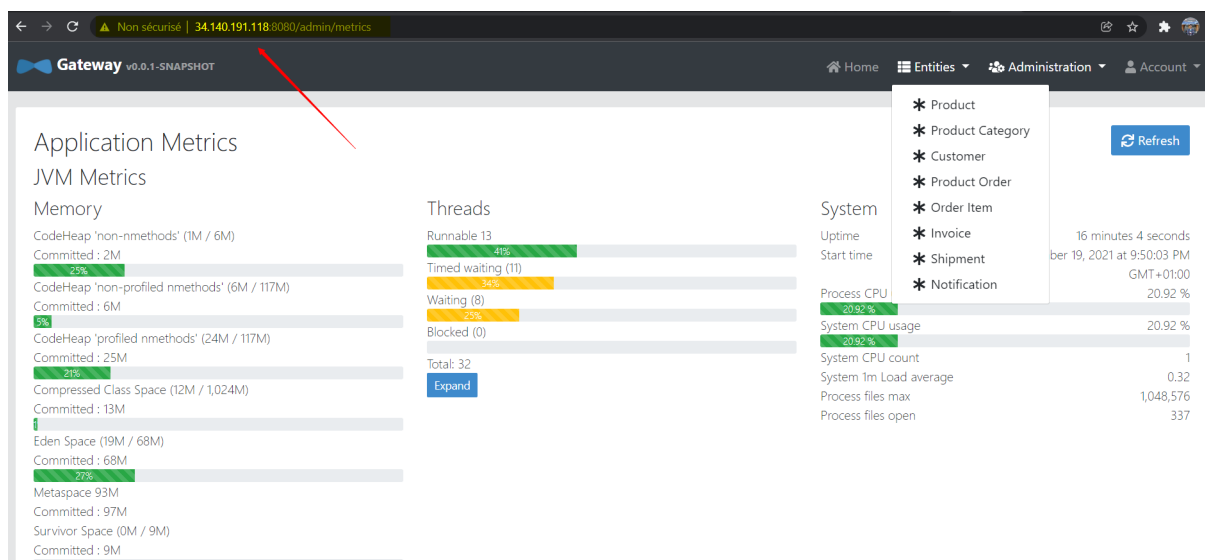 Non sécurisé | 34.140.191.118:8080/admin/metrics
Gateway v0.0.1-SNAPSHOT
Home Entities Administration Account
Product
Product Category
Customer
Product Order
Order Item
Invoice
Shipment
Notification
Application Metrics
Refresh
JVM Metrics
Memory
CodeHeap 'non-nmethods' (1M / 6M)
Committed : 2M
25%
CodeHeap 'non-profiled nmethods' (6M / 117M)
Committed : 6M
5%
CodeHeap 'profiled nmethods' (24M / 117M)
Committed : 25M
21%
Compressed Class Space (12M / 1,024M)
Committed : 13M
Eden Space (19M / 68M)
Committed : 68M
27%
Metaspace 93M
Committed : 97M
Survivor Space (0M / 9M)
Committed : 9M
Threads
Runnable 13
41%
Timed waiting (11)
34%
Waiting (8)
25%
Blocked (0)
Total: 32
Expand
System
Uptime 16 minutes 4 seconds
Start time ber 19, 2021 at 9:50:03 PM
GMT+01:00
Process CPU 20.92 %
20.92 %
System CPU usage 20.92 %
20.92 %
System CPU count 1
System 1m Load average 0.32
Process files max 1,048,576
Process files open 337